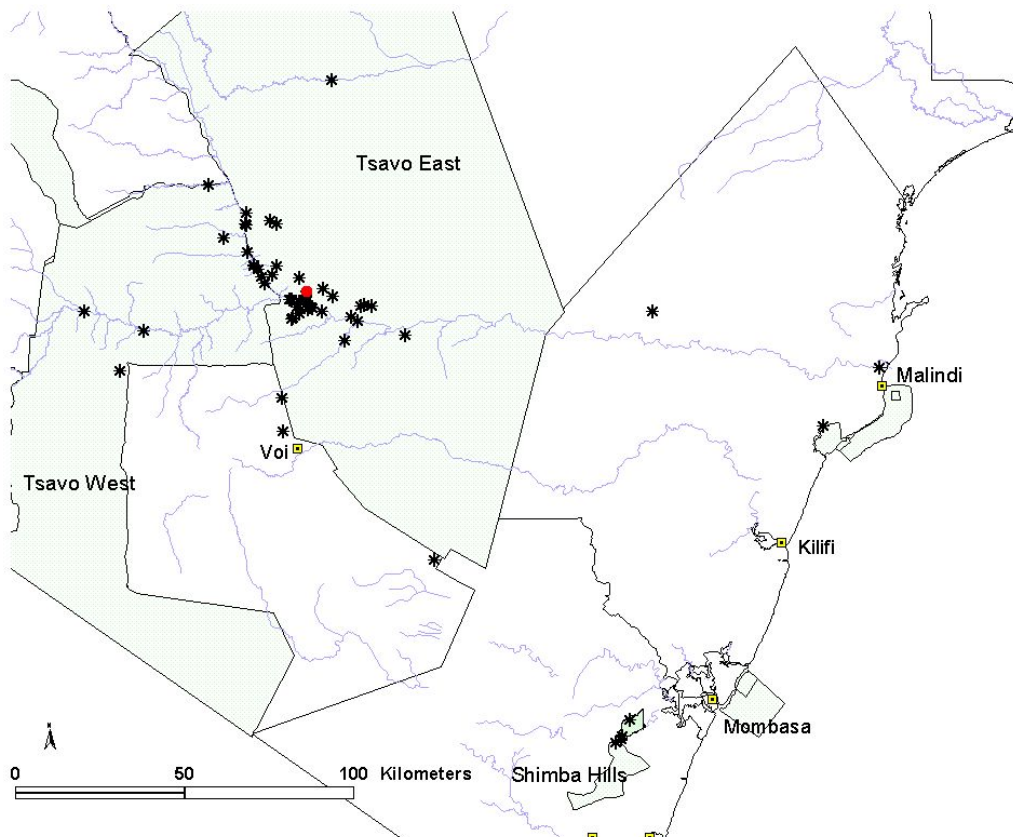 Tsavo East
Malindi
Voi
Tsavo West
Kilifi
Mombasa
Shimba Hills
0 50 100 Kilometers